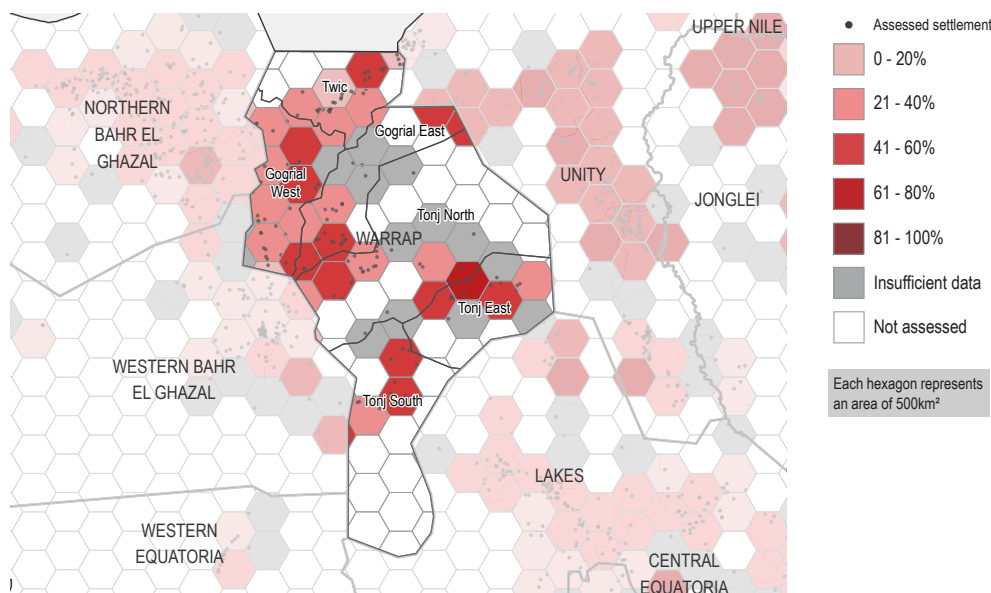 UPPER NILE
Twic
NORTHERN
BAHR EL
GHAZAL
Gogrial East
Gogrial
West
UNITY
JONGLEI
Tonj North
WARRAP
Tonj East
WESTERN BAHR
EL GHAZAL
Tonj South
LAKES
WESTERN
EQUATORIA
CENTRAL
EQUATORIA
Assessed settlement
0 - 20%
21 - 40%
41 - 60%
61 - 80%
81 - 100%
Insufficient data
Not assessed
Each hexagon represents
an area of 500km²